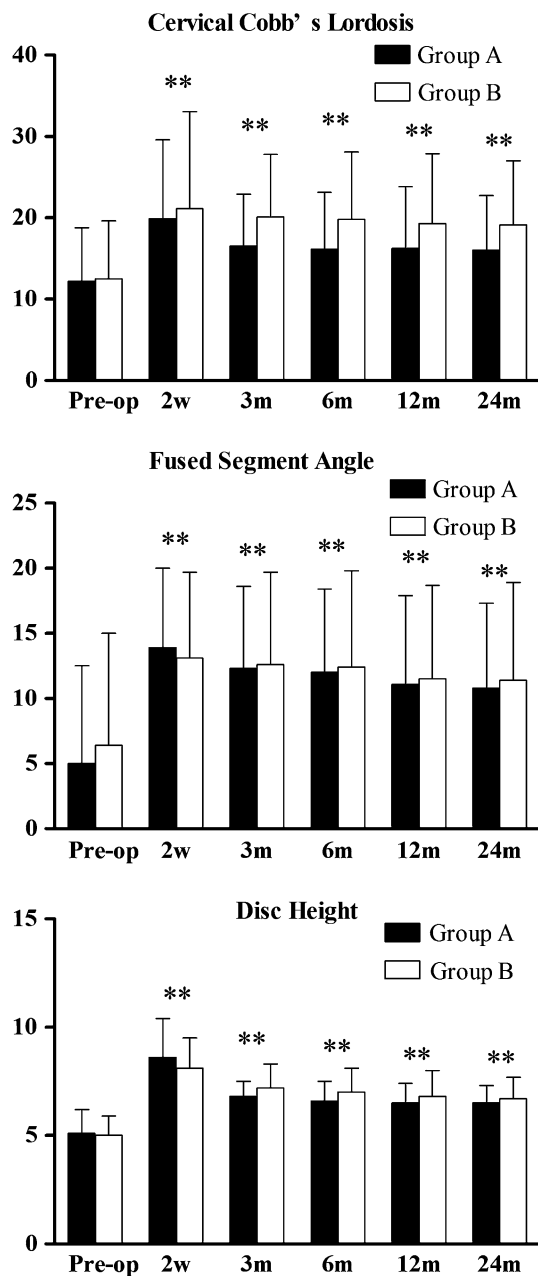 Cervical Cobb’ s Lordosis
Group A
Group B
40
30
20
10
0
** ** ** ** **
Pre-op 2w 3m 6m 12m 24m
Fused Segment Angle
Group A
Group B
25
20
15
10
5
0
** ** ** ** **
Pre-op 2w 3m 6m 12m 24m
Disc Height
Group A
Group B
15
10
5
0
** ** ** ** **
Pre-op 2w 3m 6m 12m 24m